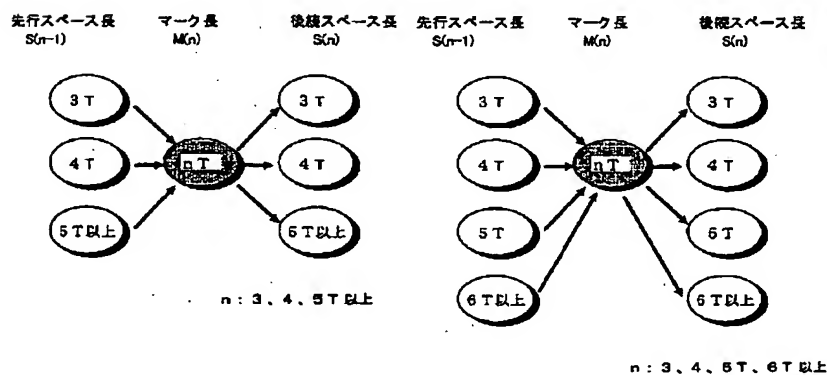 先行スペース長 マーク長 後続スペース長
S(n-1) M(n) S(n)
3T 3T
4T nT 4T
5T以上 5T以上
n：3、4、5T以上
先行スペース長 マーク長 後続スペース長
S(n-1) M(n) S(n)
3T 3T
4T nT 4T
5T 5T
6T以上 6T以上
n：3、4、5T、6T以上